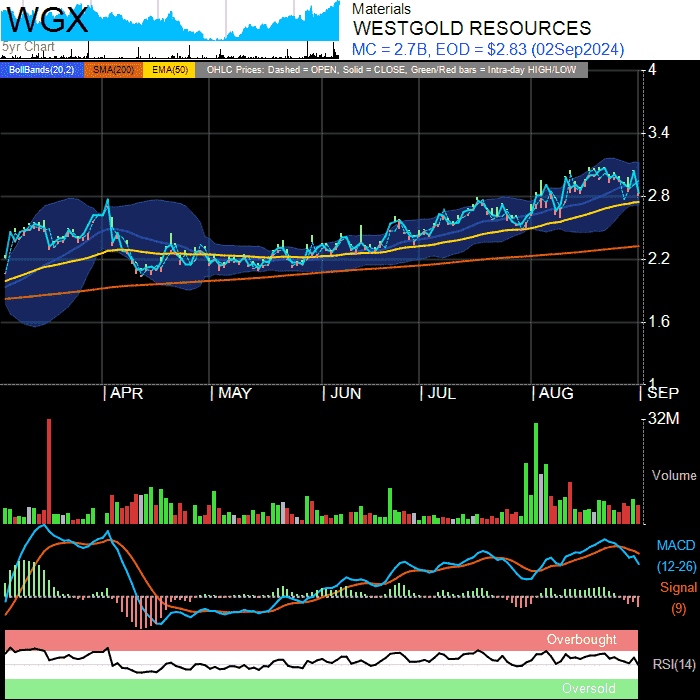 WGX
5yr Chart
Materials
WESTGOLD RESOURCES
MC = 2.7B, EOD = $2.83 (02Sep2024)
BollBands(20,2) SMA(200) EMA(50) OHLC Prices: Dashed = OPEN, Solid = CLOSE, Green/Red bars = Intra-day HIGH/LOW
4
3.4
2.8
2.2
1.6
1
APR MAY JUN JUL AUG SEP
32M
Volume
MACD
(12-26)
Signal
(9)
Overbought
RSI(14)
Oversold